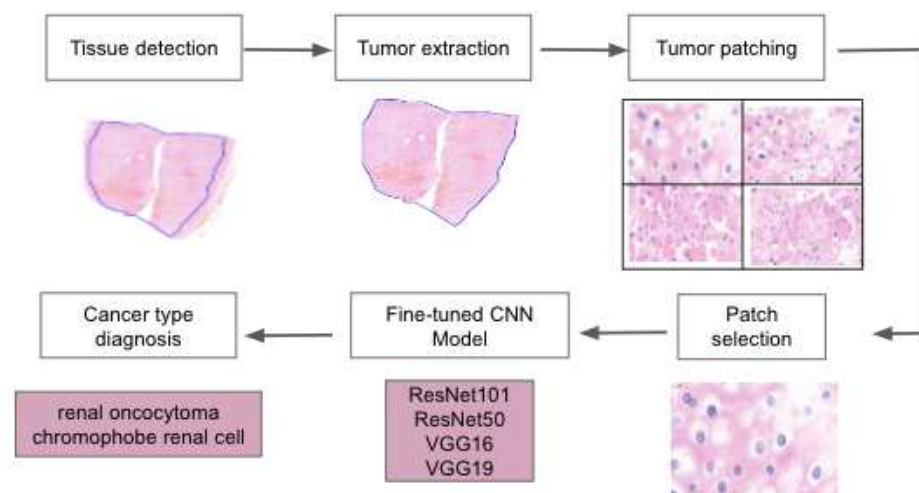 Tissue detection
Tumor extraction
Tumor patching
Patch
selection
Fine-tuned CNN
Model
Cancer type
diagnosis
ResNet101
ResNet50
VGG16
VGG19
renal oncocytoma
chromophobe renal cell